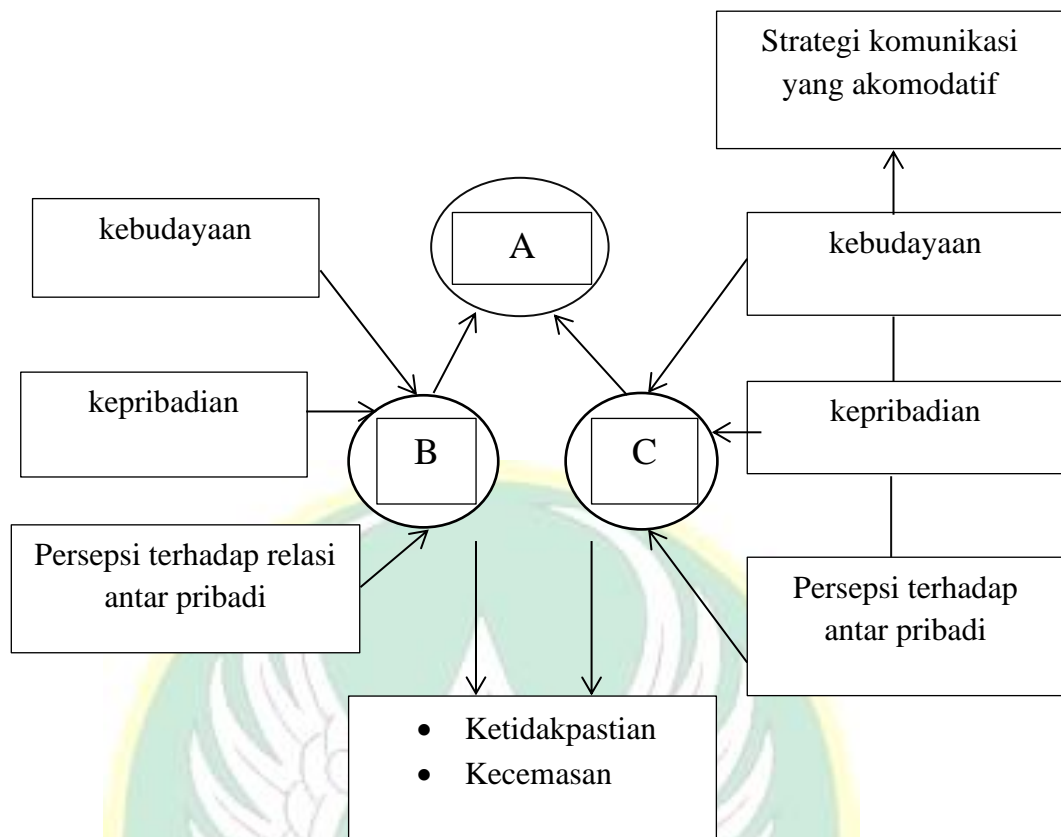 Strategi komunikasi
yang akomodatif
kebudayaan
A
kebudayaan
kepribadian
B
C
kepribadian
Persepsi terhadap relasi
antar pribadi
Persepsi terhadap
antar pribadi
• Ketidakpastian
• Kecemasan